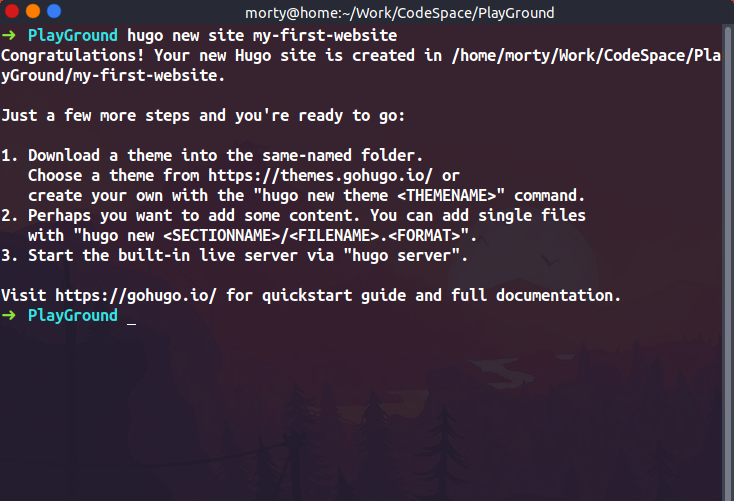 morty@home:~/Work/CodeSpace/PlayGround
➜ PlayGround hugo new site my-first-website
Congratulations! Your new Hugo site is created in /home/morty/Work/CodeSpace/Pla
yGround/my-first-website.
Just a few more steps and you're ready to go:
1. Download a theme into the same-named folder.
Choose a theme from https://themes.gohugo.io/ or
create your own with the "hugo new theme <THEMENAME>" command.
2. Perhaps you want to add some content. You can add single files
with "hugo new <SECTIONNAME>/<FILENAME>.<FORMAT>".
3. Start the built-in live server via "hugo server".
Visit https://gohugo.io/ for quickstart guide and full documentation.
➜ PlayGround _